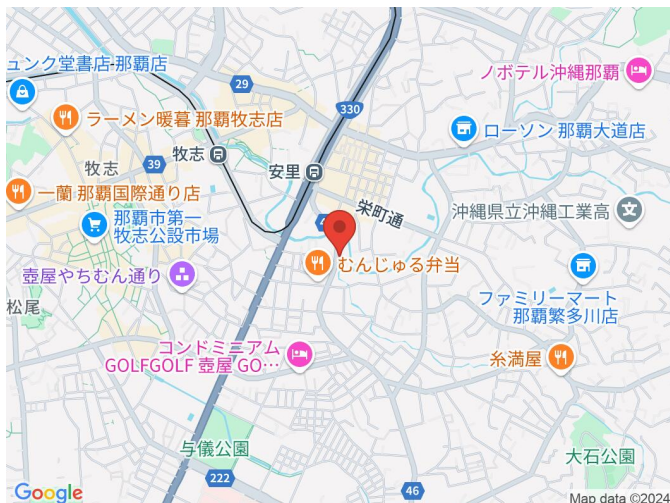 ュンク堂書店 那覇店
29
330
ノボテル沖縄那覇
ラーメン暖暮 那覇牧志店
ローソン 那覇大道店
牧志
39
牧志
安里
一蘭 那覇国際通り店
栄町通
沖縄県立沖縄工業高
那覇市第一
牧志公設市場
むんじゅる弁当
壺屋やちむん通り
ファミリーマート
那覇繁多川店
松尾
コンドミニアム
GOLFGOLF 壺屋 GO…
糸満屋
与儀公園
大石公園
222
46
Google
Map data ©2024